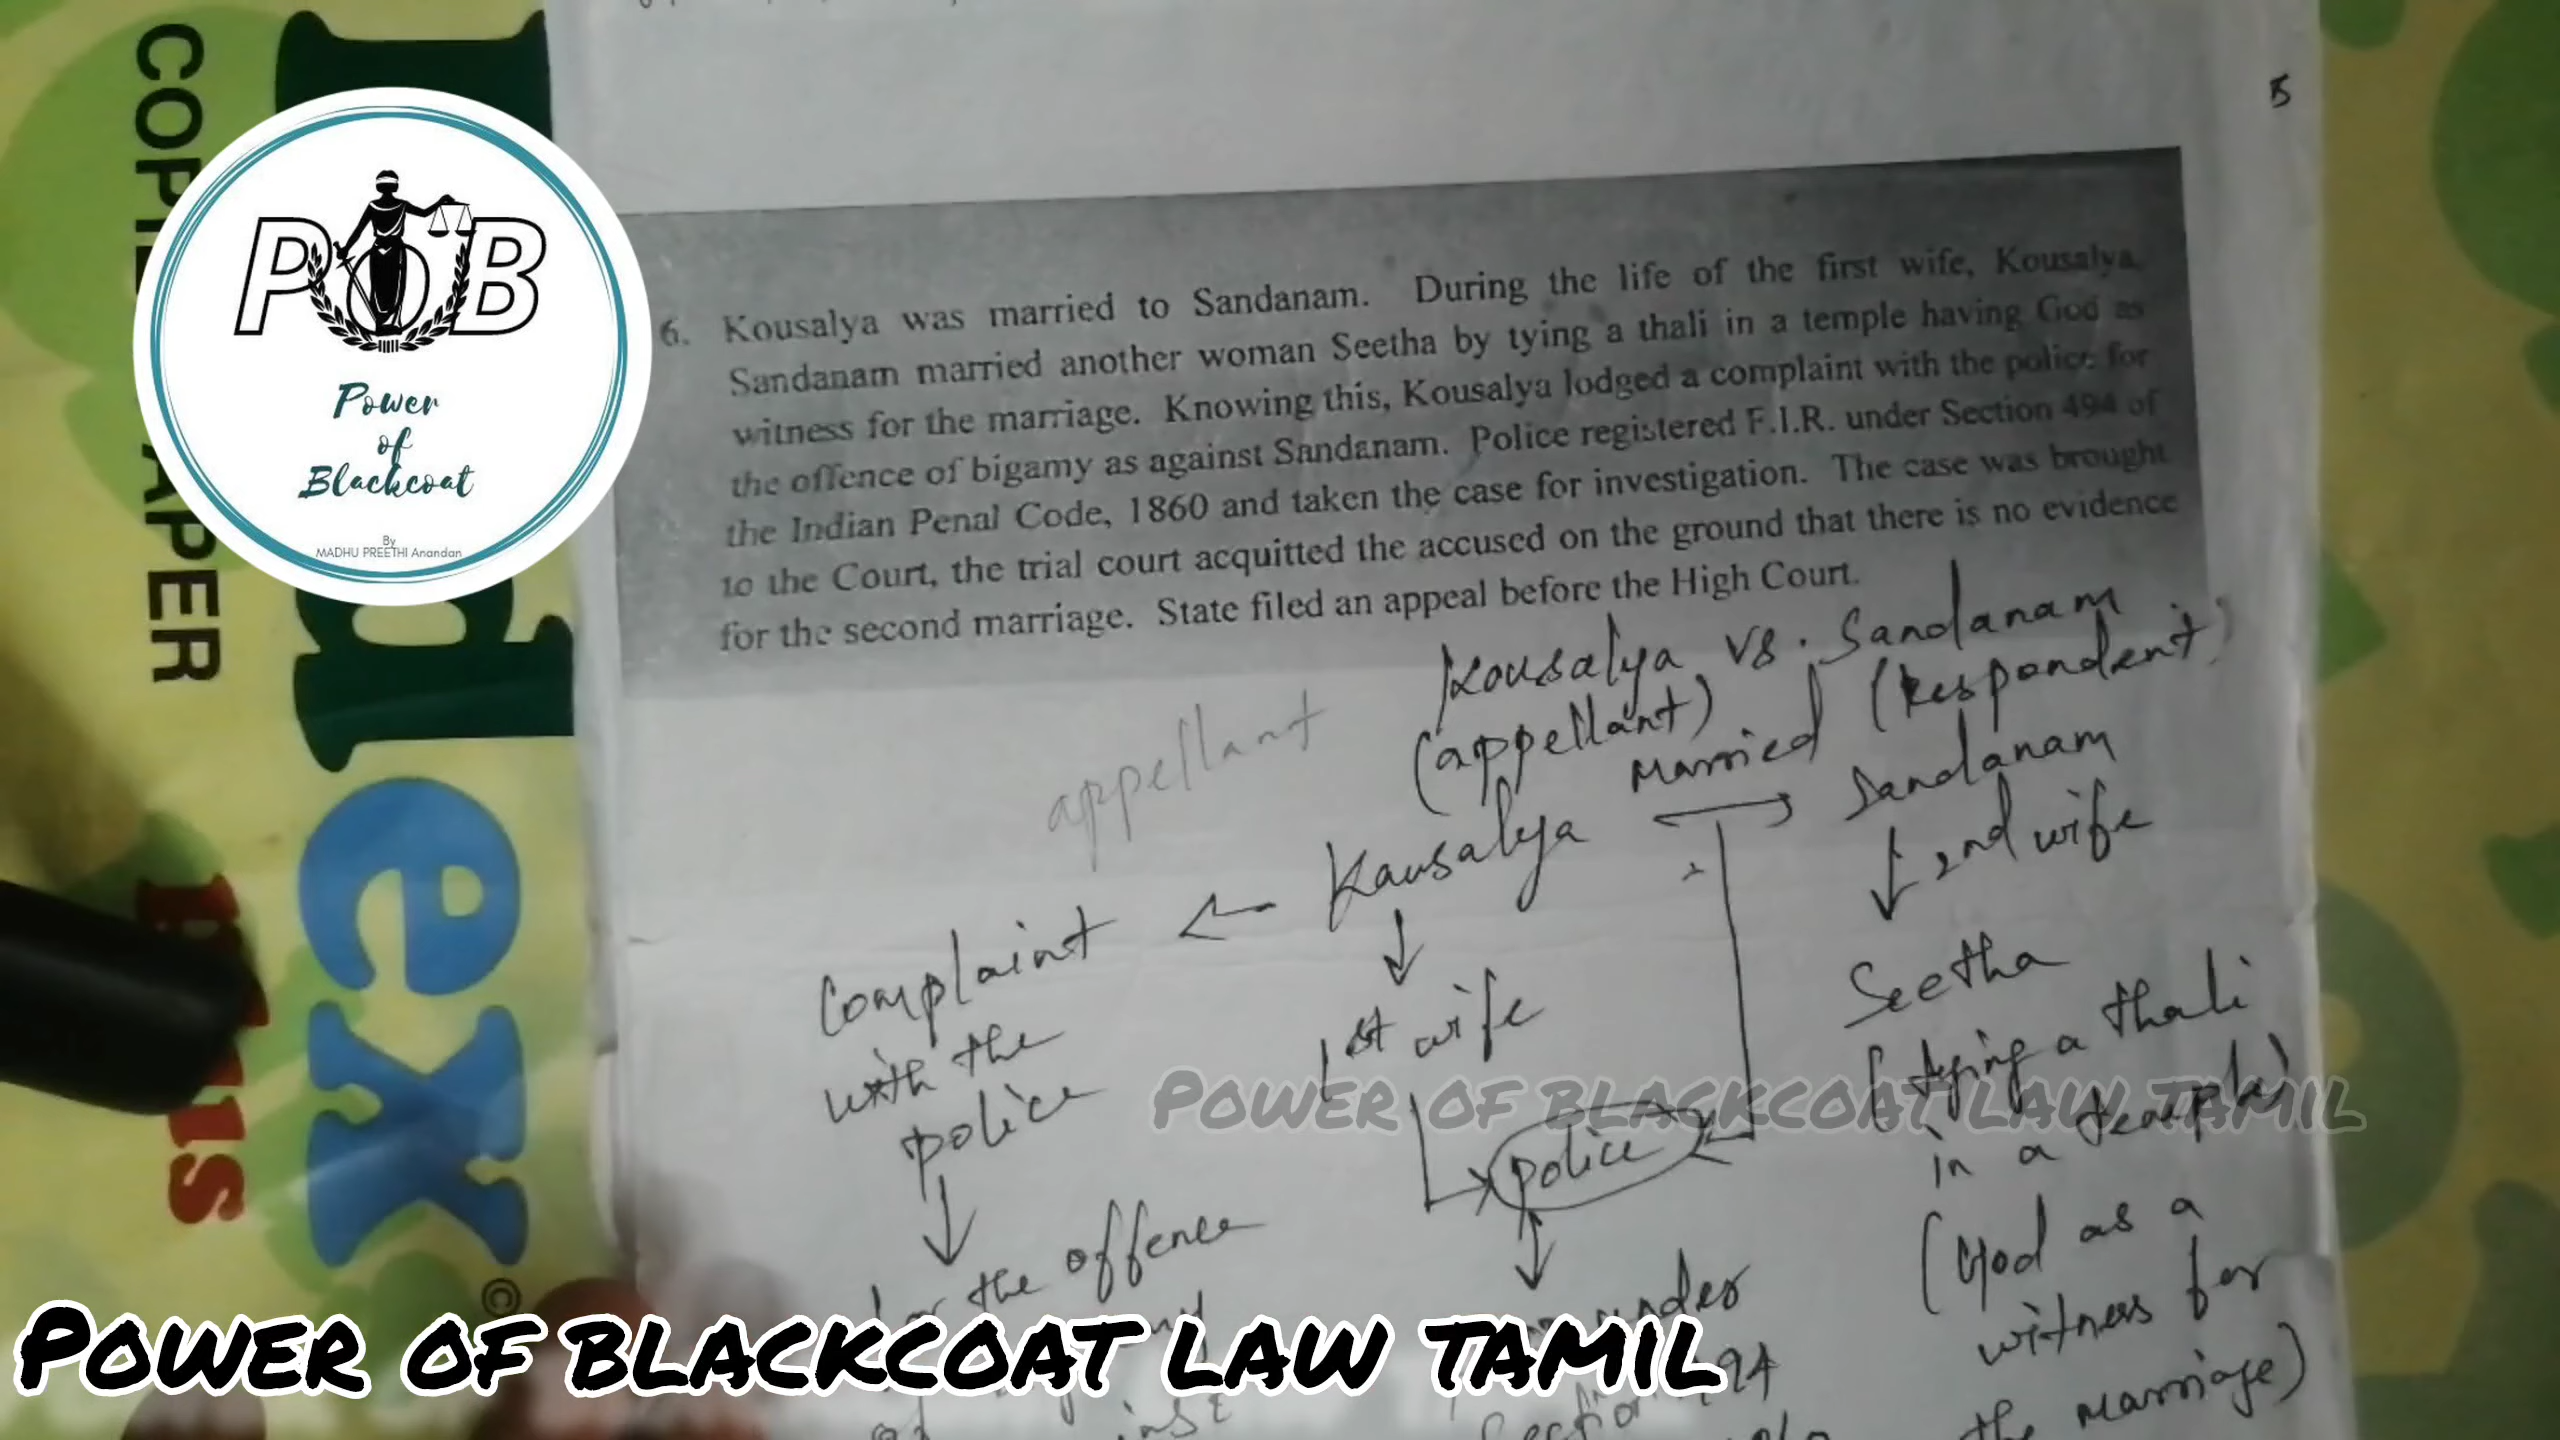 5
COPIER PAPER
Index
Plus
©
POB
Power
of
Blackcoat
By
MADHU PREETHI Anandan
6. Kousalya was married to Sandanam. During the life of the first wife, Kousalya,
Sandanam married another woman Seetha by tying a thali in a temple having God as
witness for the marriage. Knowing this, Kousalya lodged a complaint with the police for
the offence of bigamy as against Sandanam. Police registered F.I.R. under Section 494 of
the Indian Penal Code, 1860 and taken the case for investigation. The case was brought
to the Court, the trial court acquitted the accused on the ground that there is no evidence
for the second marriage. State filed an appeal before the High Court.
Kousalya vs. Sandanam
(appellant) (Respondent)
appellant
Married
Kausalya Sandanam
2nd wife
Complaint
with the
police
1st wife
Seetha
(tying a thali
in a temple)
police
(God as a
witness for
the marriage)
the offence
under
Section 494
Power of blackcoat law tamil
Power of blackcoat law tamil